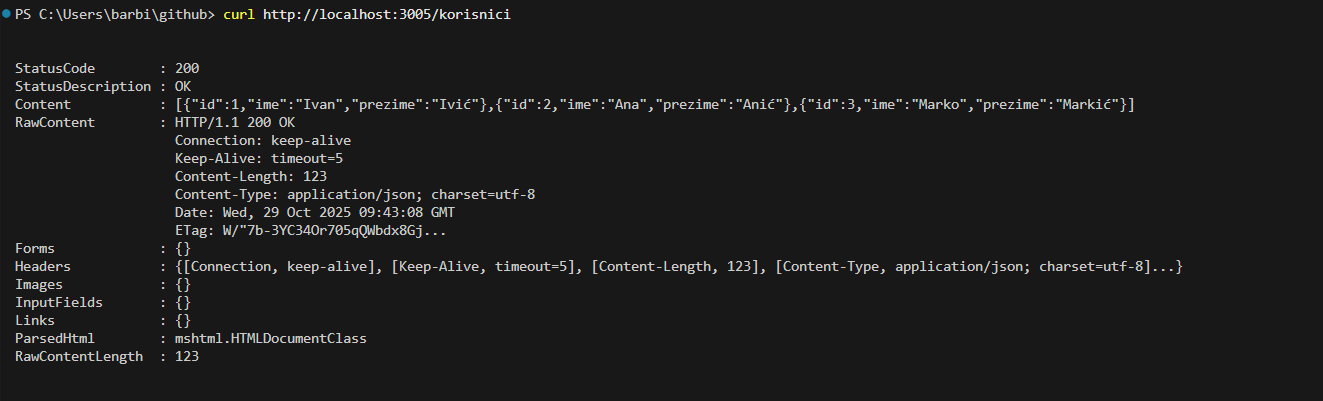 PS C:\Users\barbi\github> curl http://localhost:3005/korisnici
StatusCode        : 200
StatusDescription : OK
Content           : [{"id":1,"ime":"Ivan","prezime":"Ivić"},{"id":2,"ime":"Ana","prezime":"Anić"},{"id":3,"ime":"Marko","prezime":"Markić"}]
RawContent        : HTTP/1.1 200 OK
                    Connection: keep-alive
                    Keep-Alive: timeout=5
                    Content-Length: 123
                    Content-Type: application/json; charset=utf-8
                    Date: Wed, 29 Oct 2025 09:43:08 GMT
                    ETag: W/"7b-3YC34Or705qQWbdx8Gj...
Forms             : {}
Headers           : {[Connection, keep-alive], [Keep-Alive, timeout=5], [Content-Length, 123], [Content-Type, application/json; charset=utf-8]...}
Images            : {}
InputFields       : {}
Links             : {}
ParsedHtml        : mshtml.HTMLDocumentClass
RawContentLength  : 123